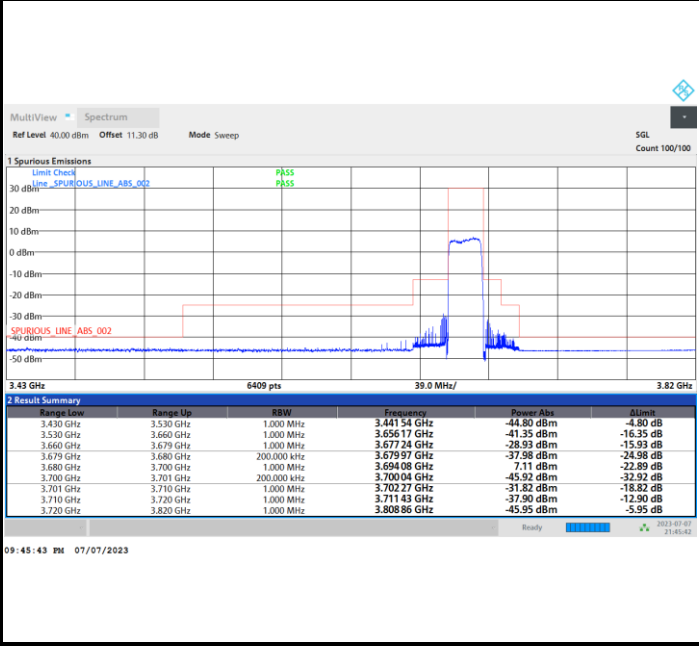 MultiView Spectrum
Ref Level 40.00 dBm Offset 11.30 dB Mode Sweep SGL
Count 100/100
1 Spurious Emissions
Limit Check PASS
Line _SPURIOUS_LINE_ABS_002 PASS
30 dBm
20 dBm
10 dBm
0 dBm
-10 dBm
-20 dBm
-30 dBm
_SPURIOUS_LINE_ABS_002
-40 dBm
-50 dBm
3.43 GHz 6409 pts 39.0 MHz/ 3.82 GHz
2 Result Summary
Range Low Range Up RBW Frequency Power Abs ΔLimit
3.430 GHz 3.530 GHz 1.000 MHz 3.441 54 GHz -44.80 dBm -4.80 dB
3.530 GHz 3.660 GHz 1.000 MHz 3.656 17 GHz -41.35 dBm -16.35 dB
3.660 GHz 3.679 GHz 1.000 MHz 3.677 24 GHz -28.93 dBm -15.93 dB
3.679 GHz 3.680 GHz 200.000 kHz 3.679 97 GHz -37.98 dBm -24.98 dB
3.680 GHz 3.700 GHz 1.000 MHz 3.694 08 GHz 7.11 dBm -22.89 dB
3.700 GHz 3.701 GHz 200.000 kHz 3.700 04 GHz -45.92 dBm -32.92 dB
3.701 GHz 3.710 GHz 1.000 MHz 3.702 27 GHz -31.82 dBm -18.82 dB
3.710 GHz 3.720 GHz 1.000 MHz 3.711 43 GHz -37.90 dBm -12.90 dB
3.720 GHz 3.820 GHz 1.000 MHz 3.808 86 GHz -45.95 dBm -5.95 dB
Ready 2023-07-07
21:45:42
09:45:43 PM 07/07/2023